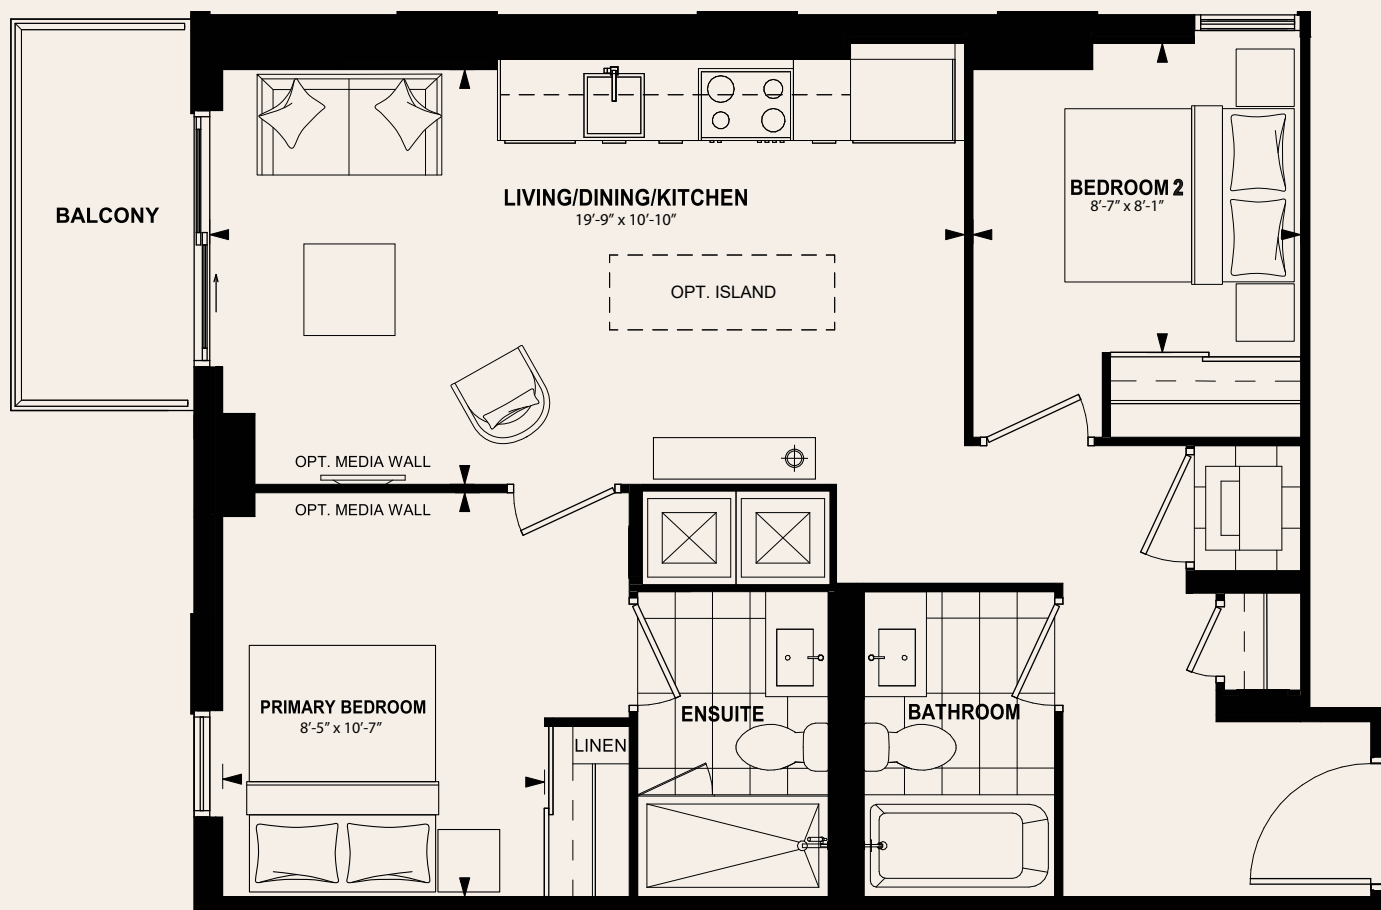 BALCONY
LIVING/DINING/KITCHEN
19'-9" x 10'-10"
BEDROOM 2
8'-7" x 8'-1"
OPT. ISLAND
OPT. MEDIA WALL
OPT. MEDIA WALL
PRIMARY BEDROOM
8'-5" x 10'-7"
ENSUITE
BATHROOM
LINEN